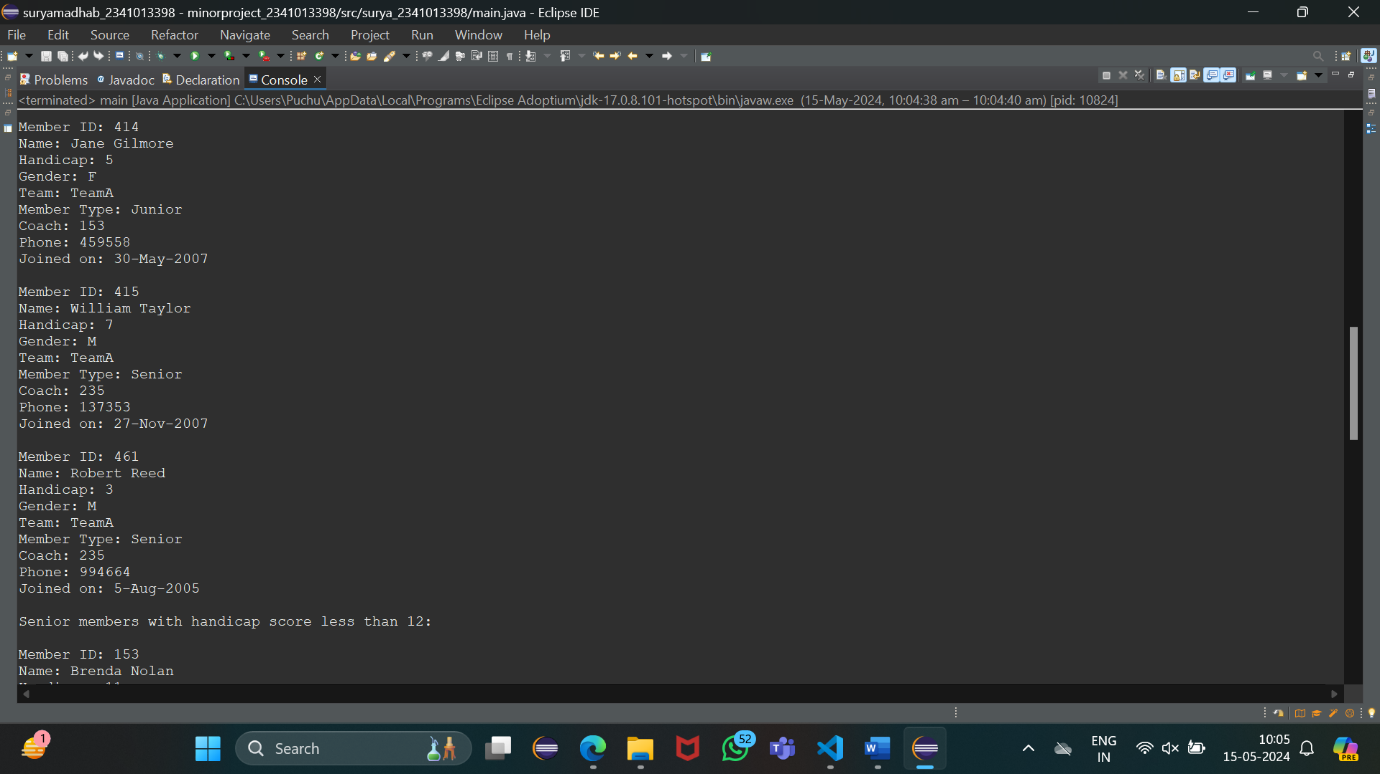 suryamadhab_2341013398 - minorproject_2341013398/src/surya_2341013398/main.java - Eclipse IDE
File Edit Source Refactor Navigate Search Project Run Window Help
Problems Javadoc Declaration Console
<terminated> main [Java Application] C:\Users\Puchu\AppData\Local\Programs\Eclipse Adoptium\jdk-17.0.8.101-hotspot\bin\javaw.exe (15-May-2024, 10:04:38 am – 10:04:40 am) [pid: 10824]
Member ID: 414
Name: Jane Gilmore
Handicap: 5
Gender: F
Team: TeamA
Member Type: Junior
Coach: 153
Phone: 459558
Joined on: 30-May-2007
Member ID: 415
Name: William Taylor
Handicap: 7
Gender: M
Team: TeamA
Member Type: Senior
Coach: 235
Phone: 137353
Joined on: 27-Nov-2007
Member ID: 461
Name: Robert Reed
Handicap: 3
Gender: M
Team: TeamA
Member Type: Senior
Coach: 235
Phone: 994664
Joined on: 5-Aug-2005
Senior members with handicap score less than 12:
Member ID: 153
Name: Brenda Nolan
1
Search
52
ENG
IN
10:05
15-05-2024
PRE